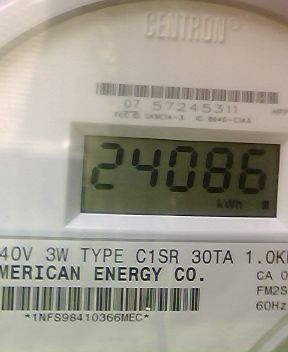 CENTRON
07 57245311
24086
kWh
40V 3W TYPE C1SR 30TA 1.0K
MERICAN ENERGY CO.
CA 0
FM2S
60Hz
*1NFS98410366MEC*